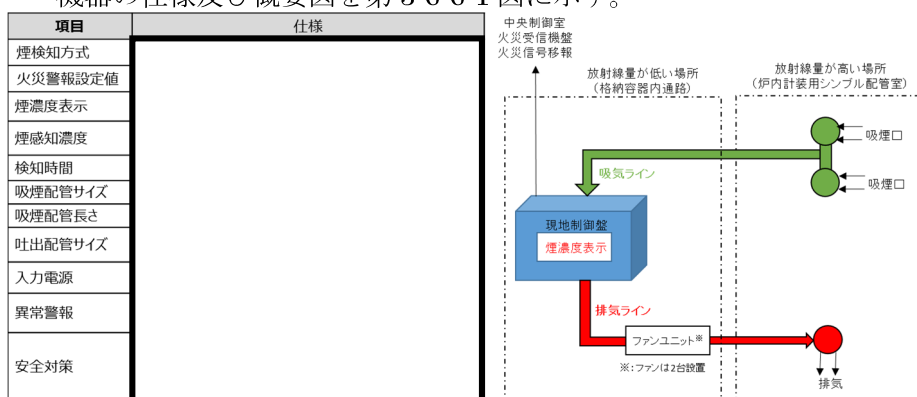 機器の仕様及び概要図を第3661図に示す。
項目
仕様
煙検知方式
火災警報設定値
煙濃度表示
煙感知濃度
検知時間
吸煙配管サイズ
吸煙配管長さ
吐出配管サイズ
入力電源
異常警報
安全対策
中央制御室
火災受信機盤
火災信号移報
放射線量が低い場所
(格納容器内通路)
放射線量が高い場所
(炉内計装用シンブル配管室)
吸煙口
吸煙口
吸気ライン
現地制御盤
煙濃度表示
排気ライン
ファンユニット※
※:ファンは2台設置
排気